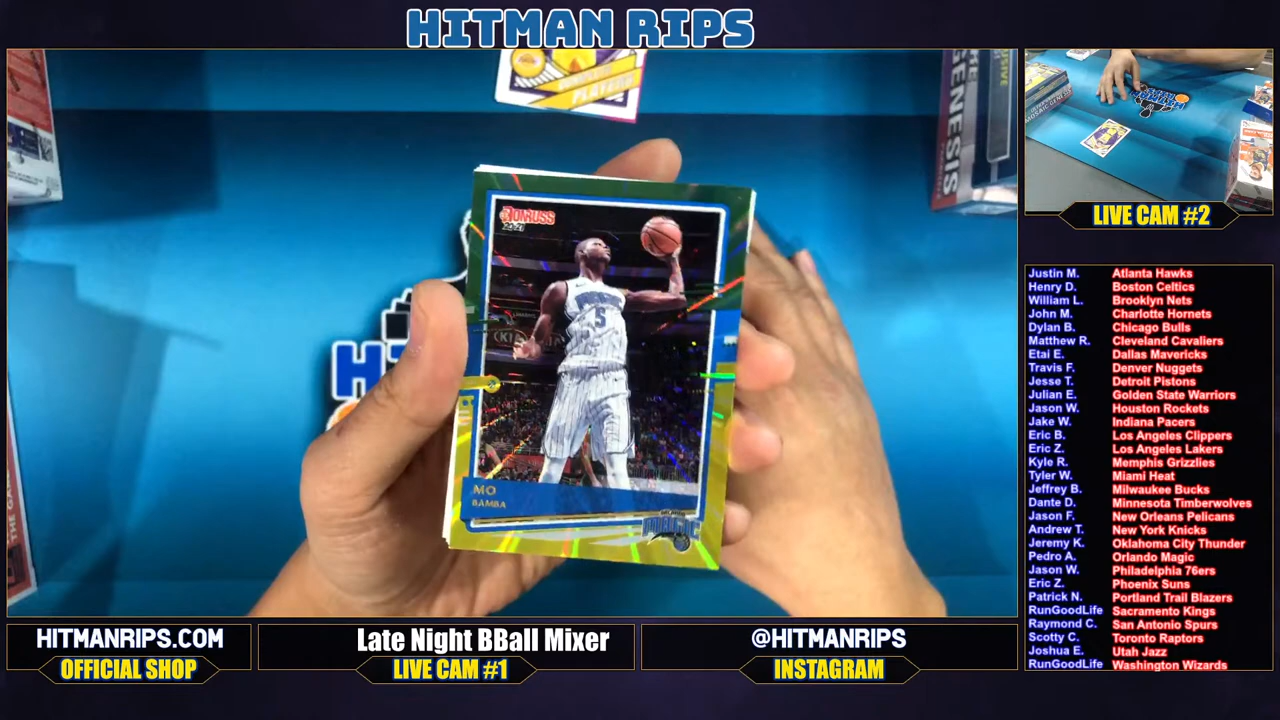 HITMAN RIPS
PLAYERS
GENESIS
DONRUSS
MO
BAMBA
MAGIC
5
KIA
LIVE CAM #2
Justin M. Atlanta Hawks
Henry D. Boston Celtics
William L. Brooklyn Nets
John M. Charlotte Hornets
Dylan B. Chicago Bulls
Matthew R. Cleveland Cavaliers
Etai E. Dallas Mavericks
Travis F. Denver Nuggets
Jesse T. Detroit Pistons
Julian E. Golden State Warriors
Jason W. Houston Rockets
Jake W. Indiana Pacers
Eric B. Los Angeles Clippers
Eric Z. Los Angeles Lakers
Kyle R. Memphis Grizzlies
Tyler W. Miami Heat
Jeffrey B. Milwaukee Bucks
Dante D. Minnesota Timberwolves
Jason F. New Orleans Pelicans
Andrew T. New York Knicks
Jeremy K. Oklahoma City Thunder
Pedro A. Orlando Magic
Jason W. Philadelphia 76ers
Eric Z. Phoenix Suns
Patrick N. Portland Trail Blazers
RunGoodLife Sacramento Kings
Raymond C. San Antonio Spurs
Scotty C. Toronto Raptors
Joshua E. Utah Jazz
RunGoodLife Washington Wizards
HITMANRIPS.COM
OFFICIAL SHOP
Late Night BBall Mixer
LIVE CAM #1
@HITMANRIPS
INSTAGRAM